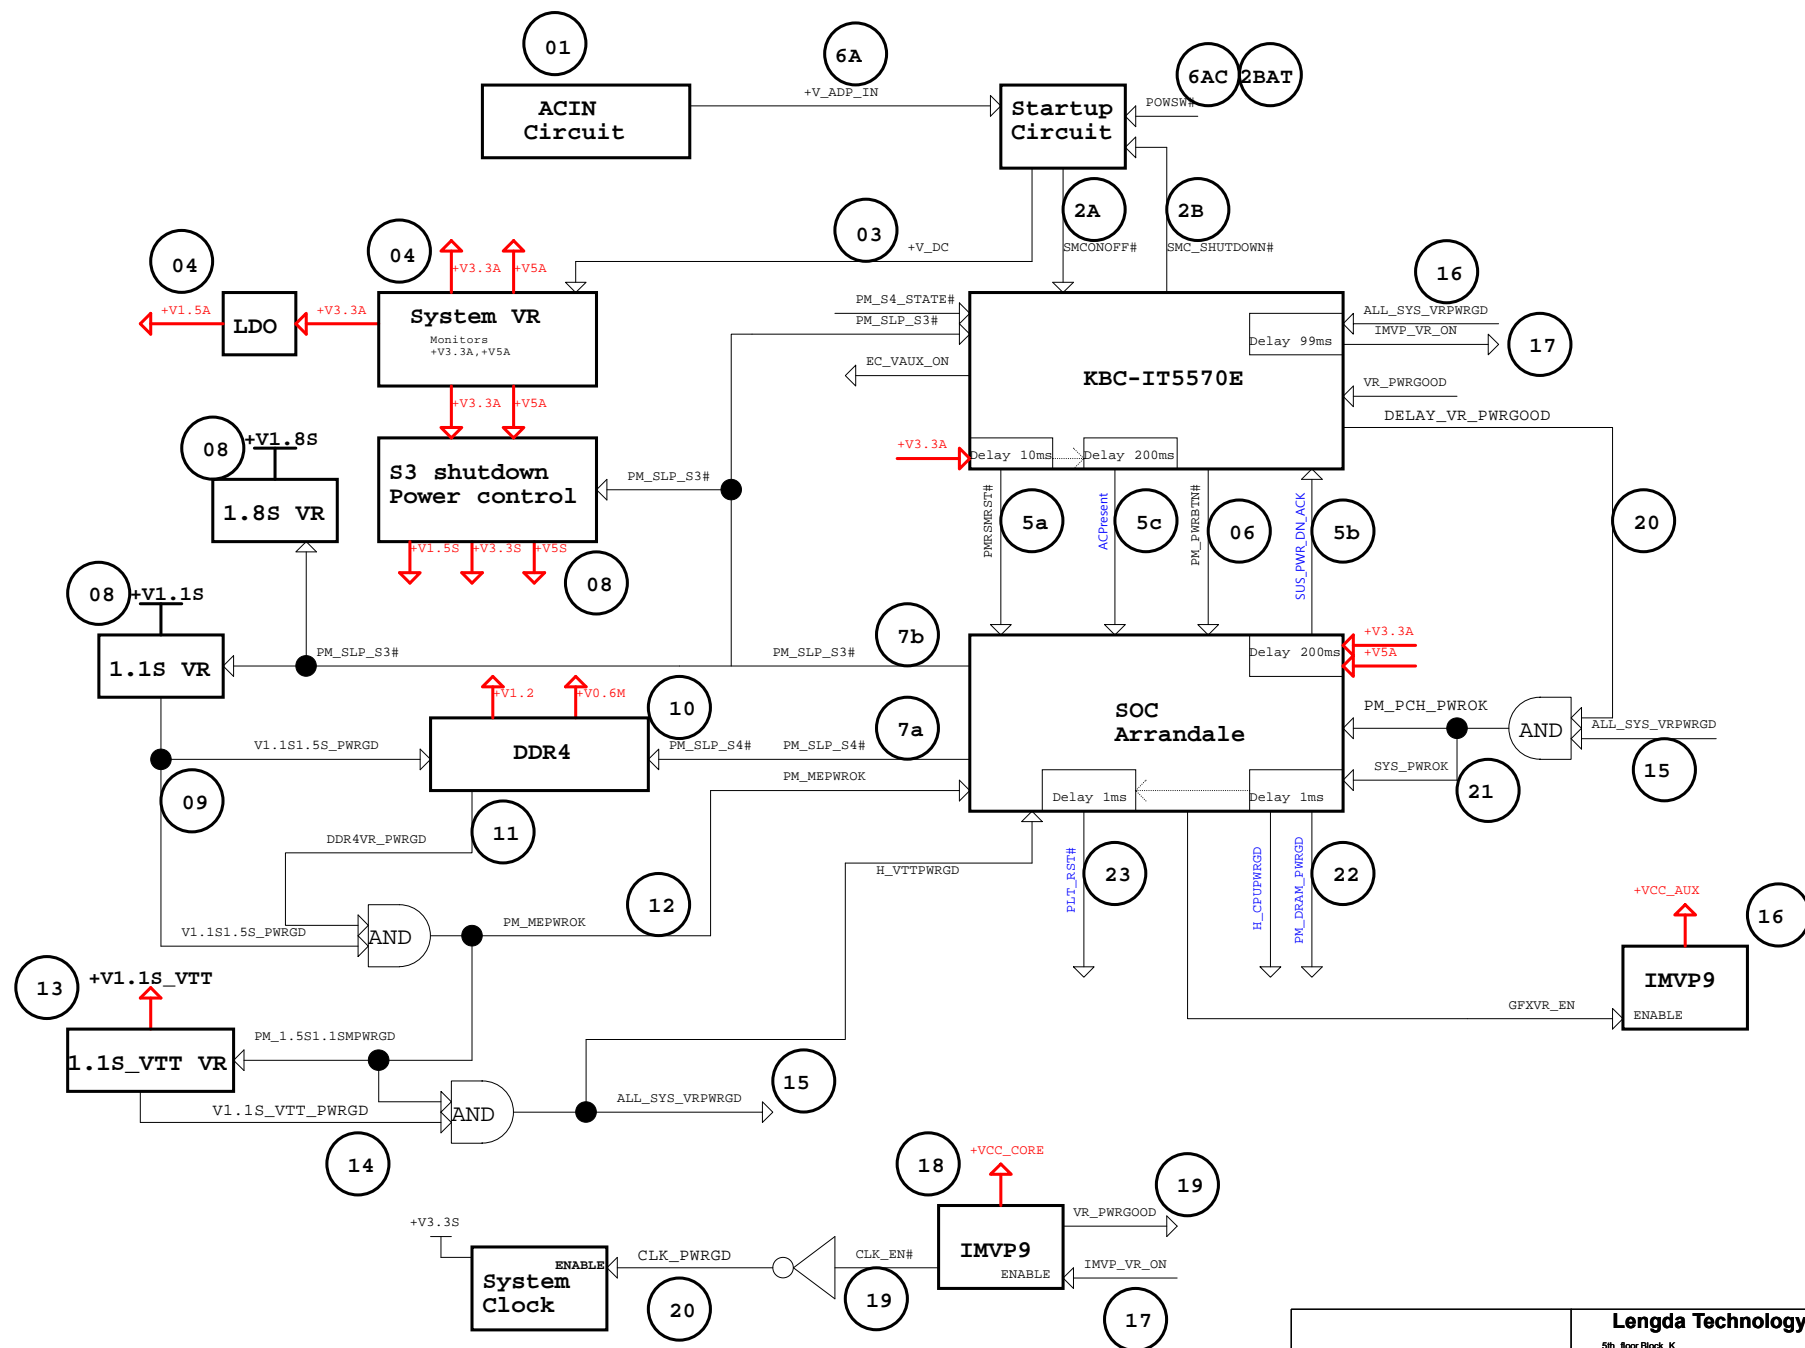 01
6A
6AC
2BAT
ACIN
Circuit
+V_ADP_IN
Startup
Circuit
POWSW#
2A
2B
03
+V_DC
SMCONOFF#
SMC_SHUTDOWN#
04
04
+V3.3A
+V5A
16
+V1.5A
LDO
+V3.3A
System VR
Monitors
+V3.3A,+V5A
PM_S4_STATE#
PM_SLP_S3#
ALL_SYS_VRPWRGD
IMVP_VR_ON
Delay 99ms
17
EC_VAUX_ON
KBC-IT5570E
VR_PWRGOOD
DELAY_VR_PWRGOOD
+V3.3A
+V5A
08
+V1.8S
+V3.3A
Delay 10ms
Delay 200ms
S3 shutdown
Power control
PM_SLP_S3#
1.8S VR
PMRSMRST#
5a
ACPresent
5c
PM_PWRBTN#
06
SUS_PWR_DN_ACK
5b
20
+V1.5S
+V3.3S
+V5S
08
08
+V1.1S
7b
1.1S VR
PM_SLP_S3#
PM_SLP_S3#
Delay 200ms
+V3.3A
+V5A
+V1.2
+V0.6M
10
7a
SOC
Arrandale
PM_PCH_PWROK
AND
ALL_SYS_VRPWRGD
V1.1S1.5S_PWRGD
DDR4
PM_SLP_S4#
PM_SLP_S4#
PM_MEPWROK
SYS_PWROK
15
09
11
Delay 1ms
Delay 1ms
21
DDR4VR_PWRGD
H_VTTPWRGD
PLT_RST#
23
H_CPUPWRGD
PM_DRAM_PWRGD
22
12
+VCC_AUX
16
V1.1S1.5S_PWRGD
AND
PM_MEPWROK
13
+V1.1S_VTT
IMVP9
ENABLE
GFXVR_EN
PM_1.5S1.1SMPWRGD
1.1S_VTT VR
15
V1.1S_VTT_PWRGD
AND
ALL_SYS_VRPWRGD
14
18
+VCC_CORE
19
+V3.3S
VR_PWRGOOD
System
Clock
ENABLE
CLK_PWRGD
CLK_EN#
IMVP9
ENABLE
IMVP_VR_ON
20
19
17
Lengda Technology
5th floor Block K